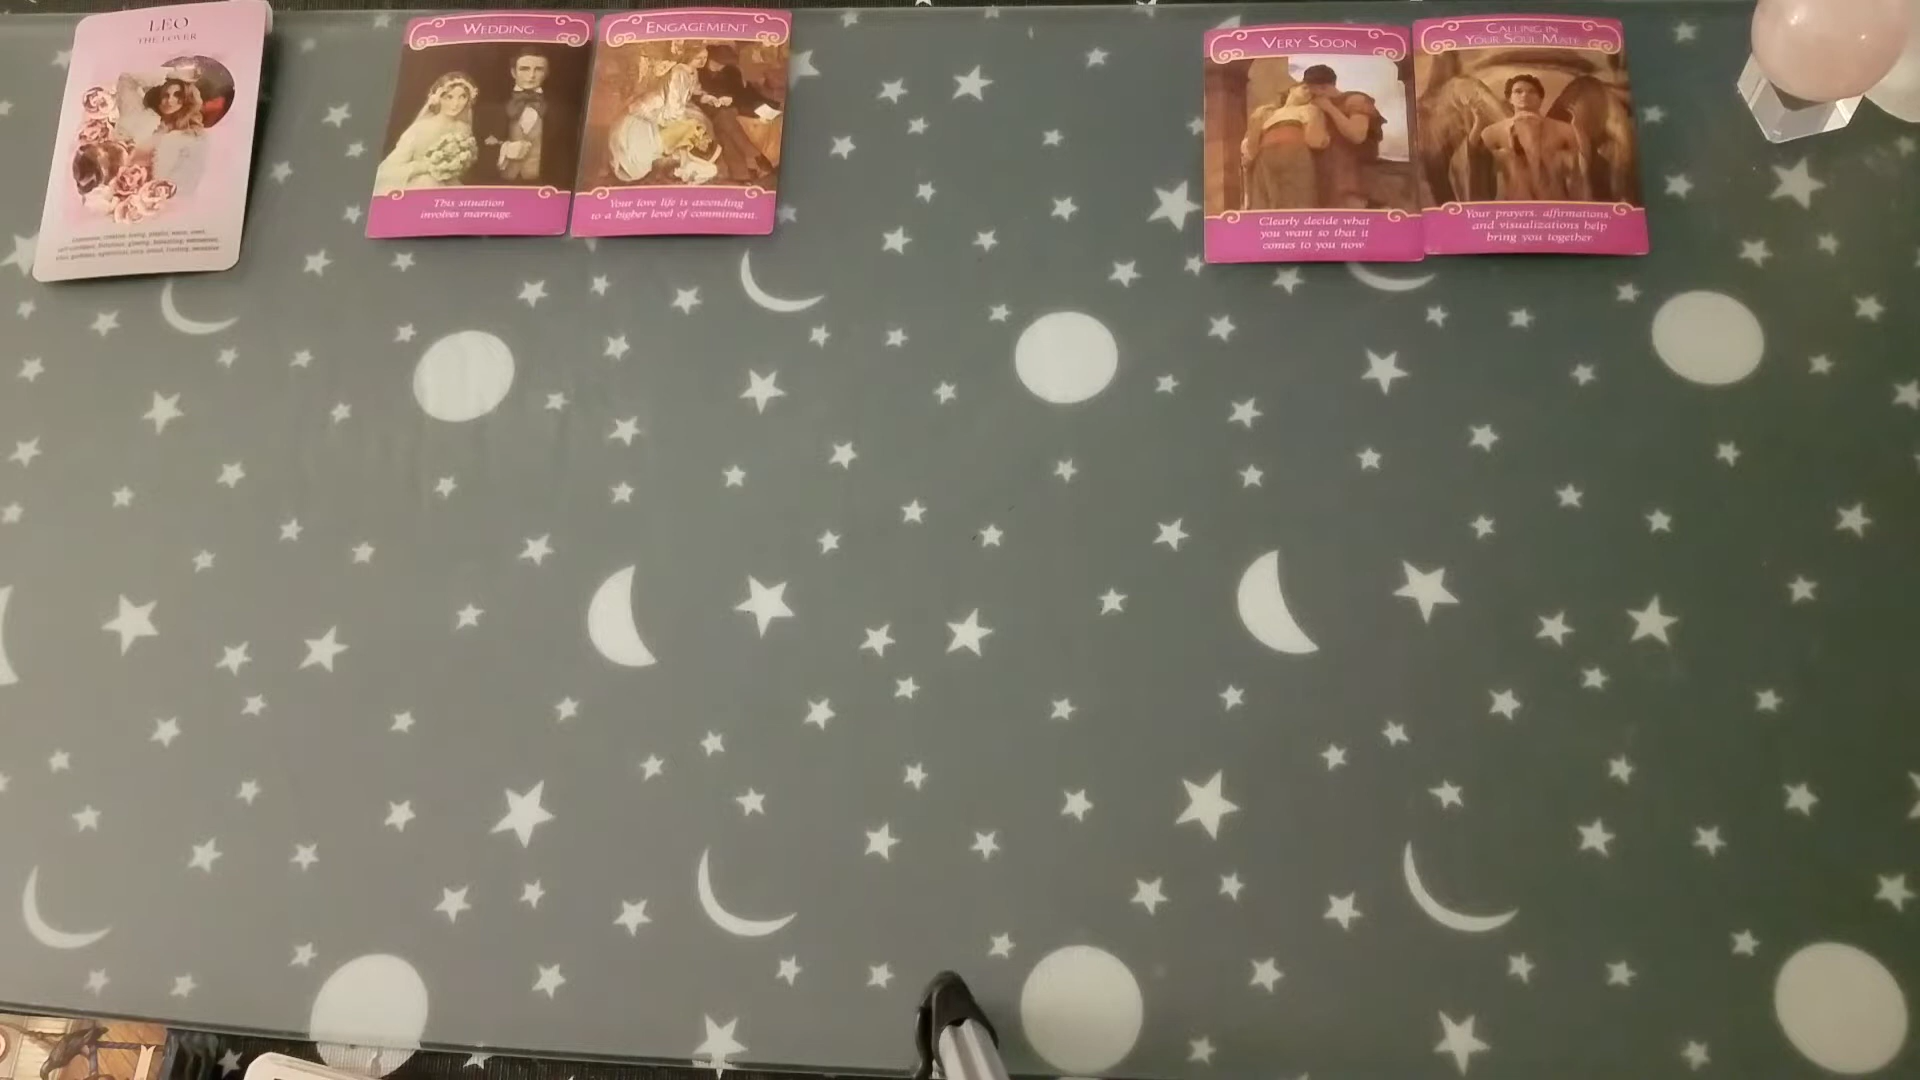 LEO
THE LOVER
WEDDING
This situation
involves marriage.
ENGAGEMENT
Your love life is ascending
to a higher level of commitment.
VERY SOON
Clearly decide what
you want so that it
comes to you now.
CALLING IN
YOUR SOUL MATE
Your prayers, affirmations,
and visualizations help
bring you together.